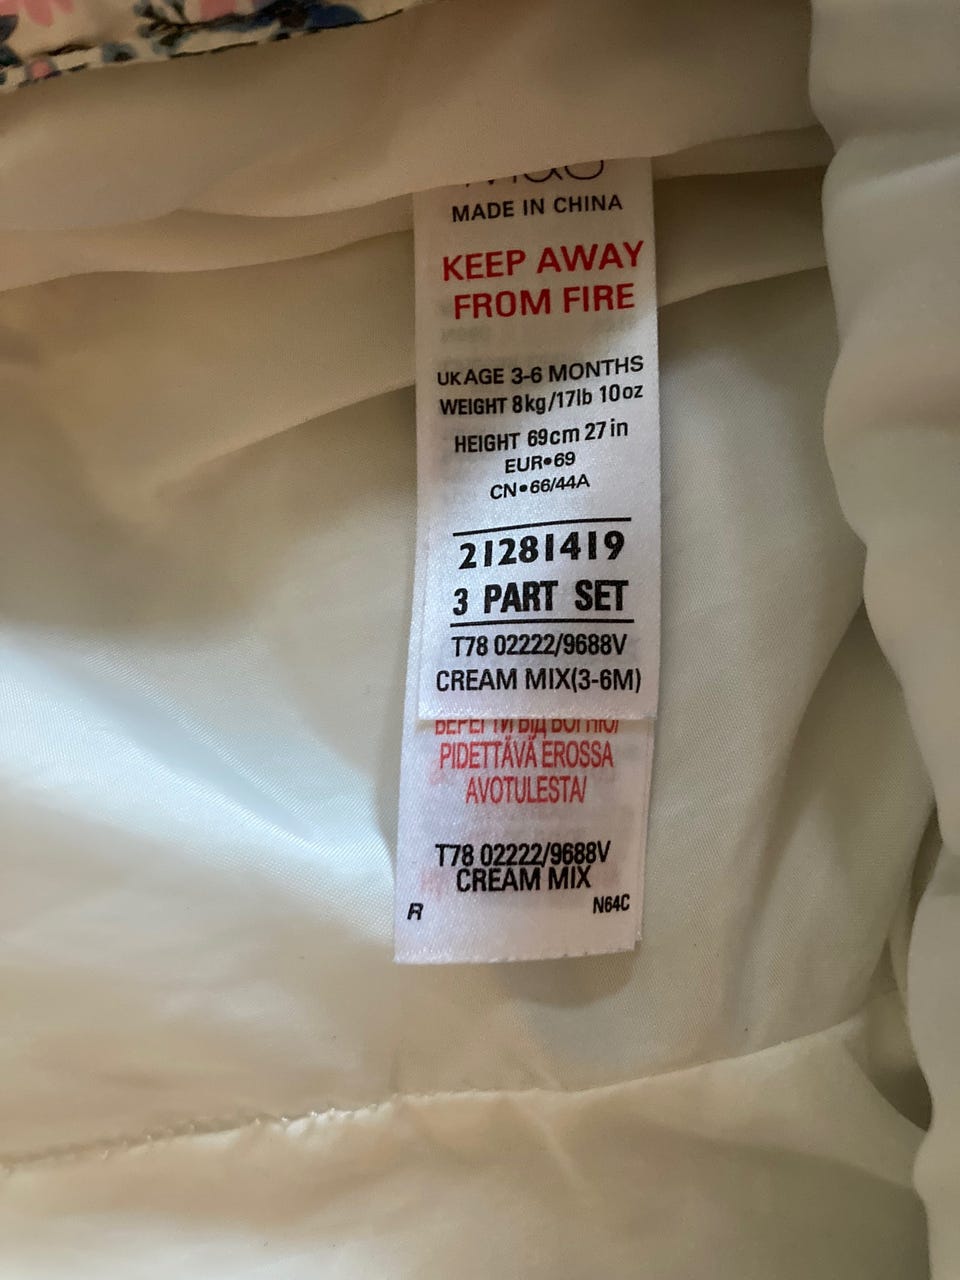 MADE IN CHINA
KEEP AWAY
FROM FIRE
UK AGE 3-6 MONTHS
WEIGHT 8kg/17lb 10oz
HEIGHT 69cm 27in
EUR•69
CN•66/44A
21281419
3 PART SET
T78 02222/9688V
CREAM MIX(3-6M)
PIDETTÄVÄ EROSSA
AVOTULESTA/
T78 02222/9688V
CREAM MIX
R N64C